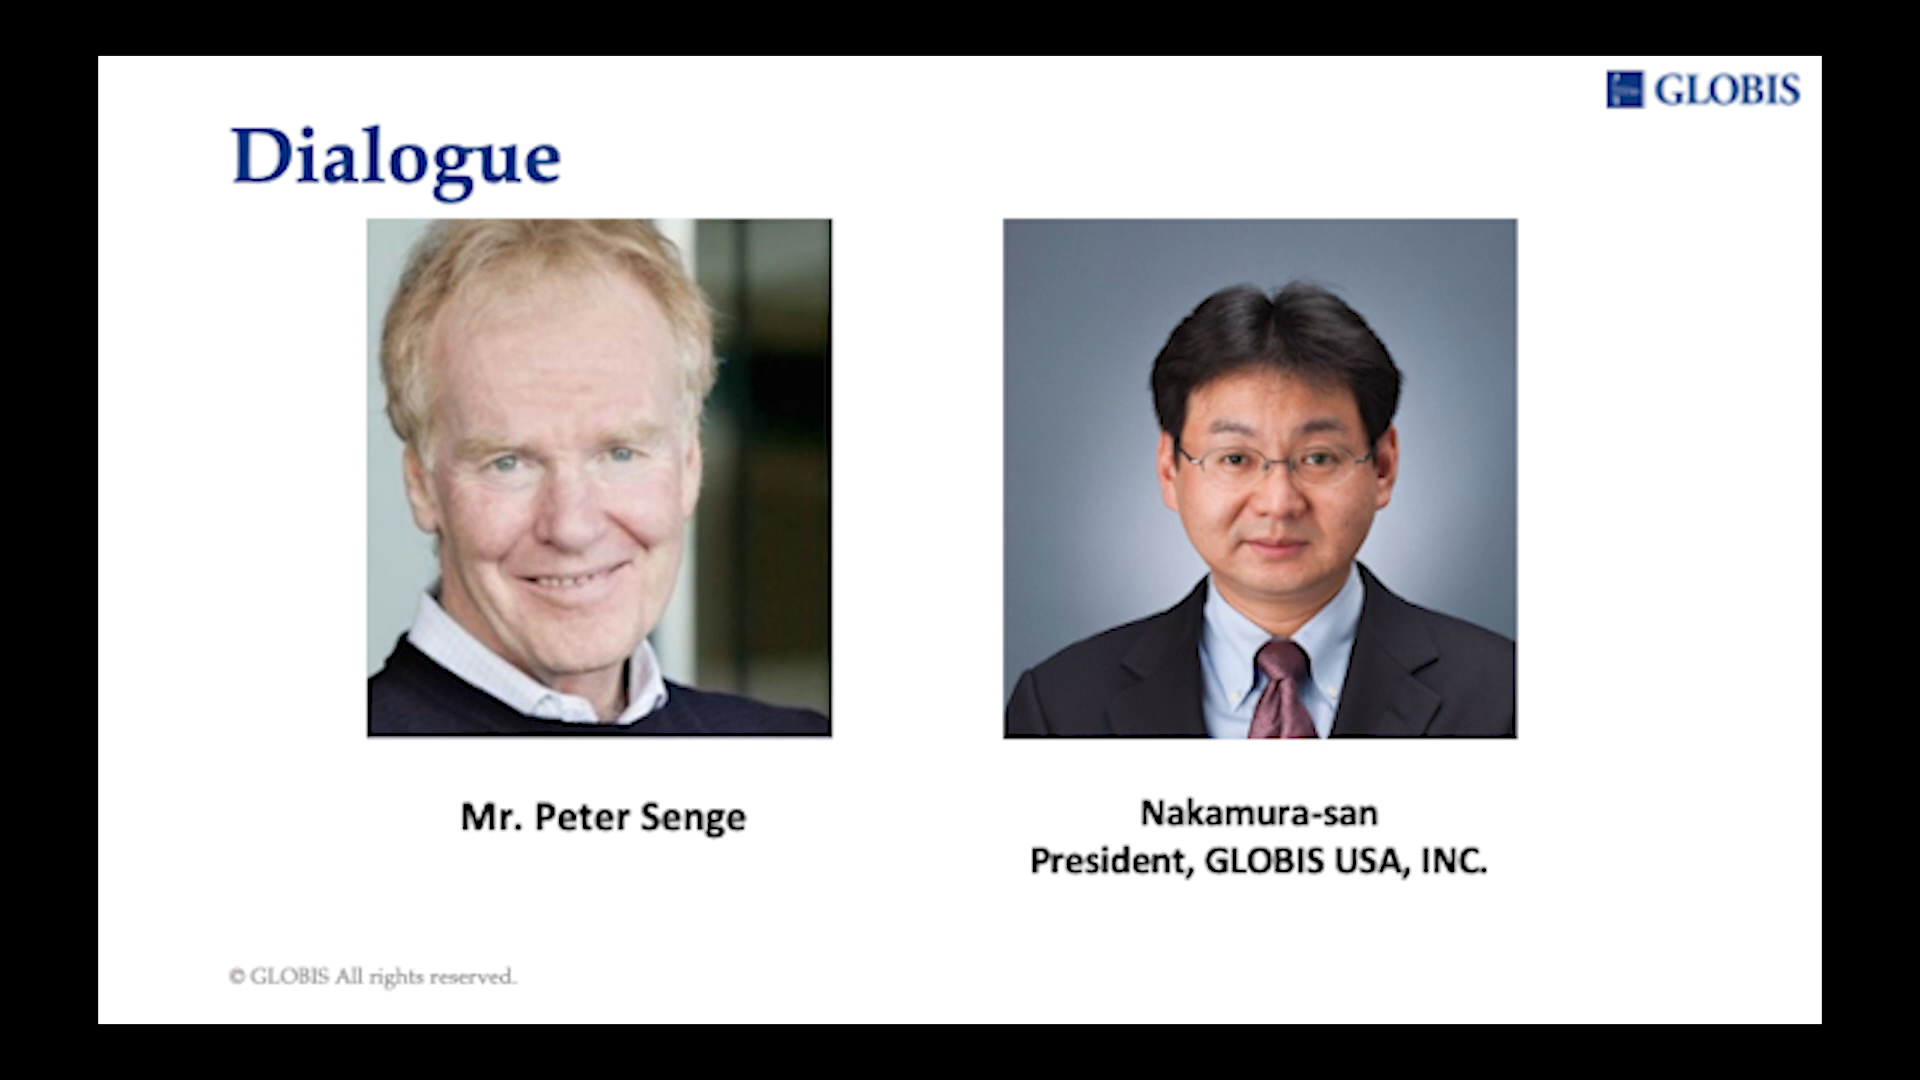 GLOBIS
Dialogue
Mr. Peter Senge
Nakamura-san
President, GLOBIS USA, INC.
© GLOBIS All rights reserved.